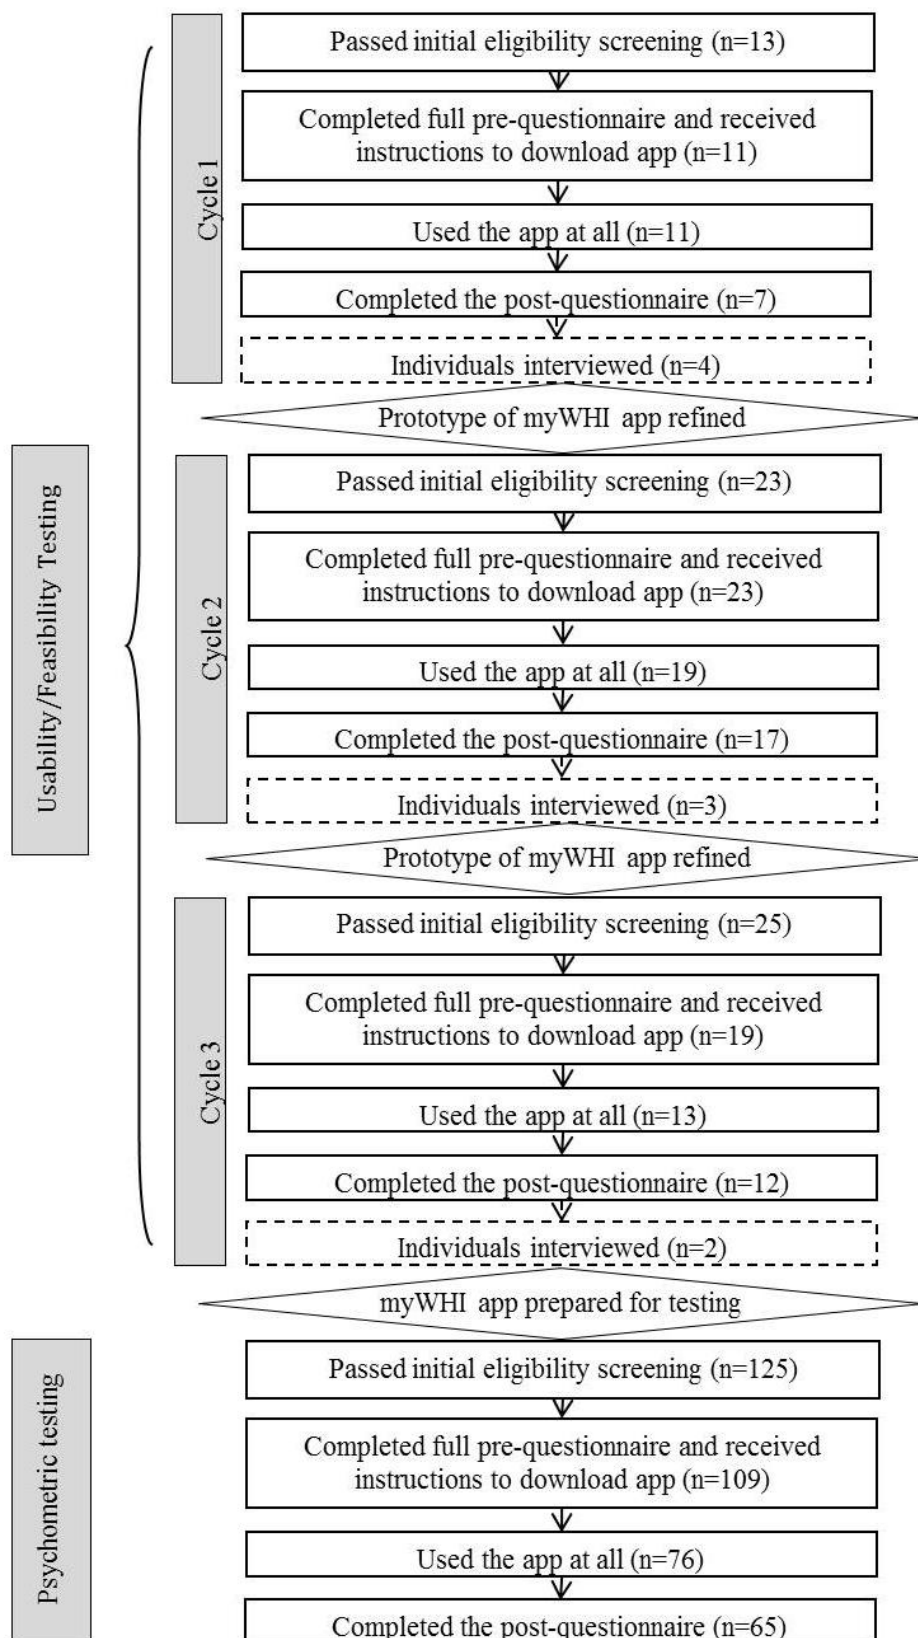 Usability/Feasibility Testing
Cycle 1
Passed initial eligibility screening (n=13)
Completed full pre-questionnaire and received
instructions to download app (n=11)
Used the app at all (n=11)
Completed the post-questionnaire (n=7)
Individuals interviewed (n=4)
Prototype of myWHI app refined
Cycle 2
Passed initial eligibility screening (n=23)
Completed full pre-questionnaire and received
instructions to download app (n=23)
Used the app at all (n=19)
Completed the post-questionnaire (n=17)
Individuals interviewed (n=3)
Prototype of myWHI app refined
Cycle 3
Passed initial eligibility screening (n=25)
Completed full pre-questionnaire and received
instructions to download app (n=19)
Used the app at all (n=13)
Completed the post-questionnaire (n=12)
Individuals interviewed (n=2)
myWHI app prepared for testing
Psychometric testing
Passed initial eligibility screening (n=125)
Completed full pre-questionnaire and received
instructions to download app (n=109)
Used the app at all (n=76)
Completed the post-questionnaire (n=65)